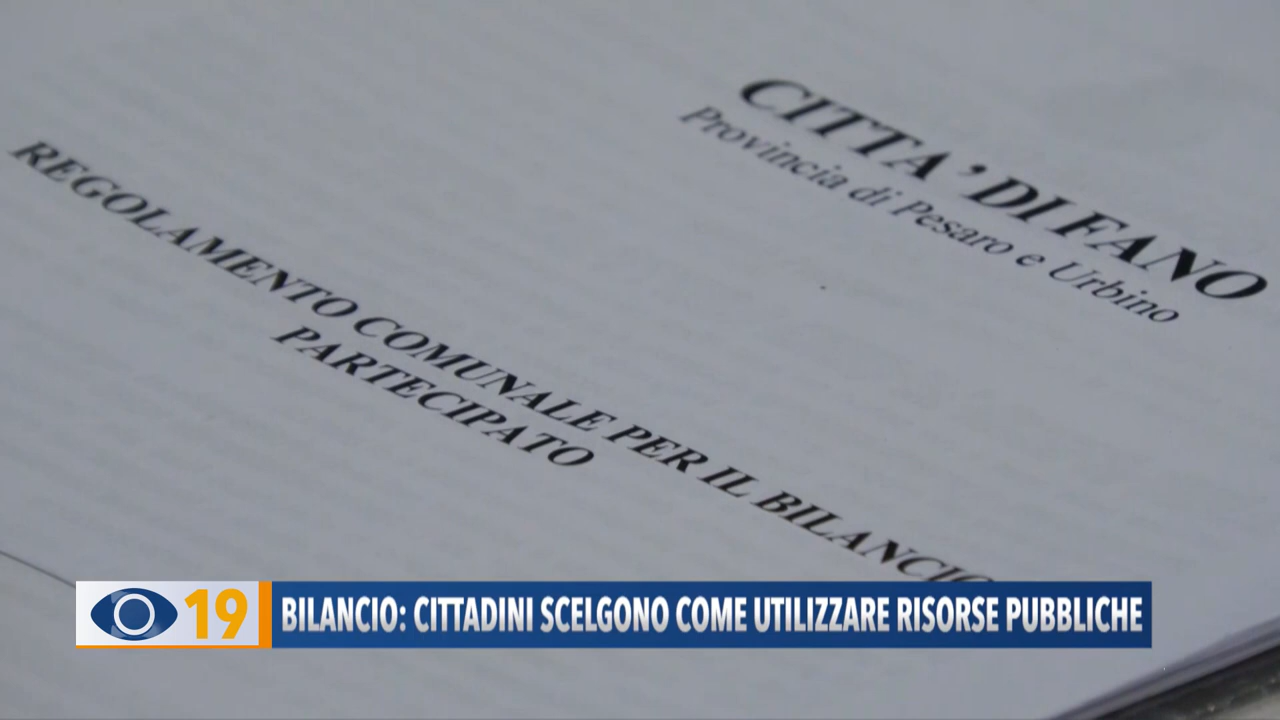 CITTA' DI FANO
Provincia di Pesaro e Urbino
REGOLAMENTO COMUNALE PER IL BILANCIO
PARTECIPATO
19
BILANCIO: CITTADINI SCELGONO COME UTILIZZARE RISORSE PUBBLICHE